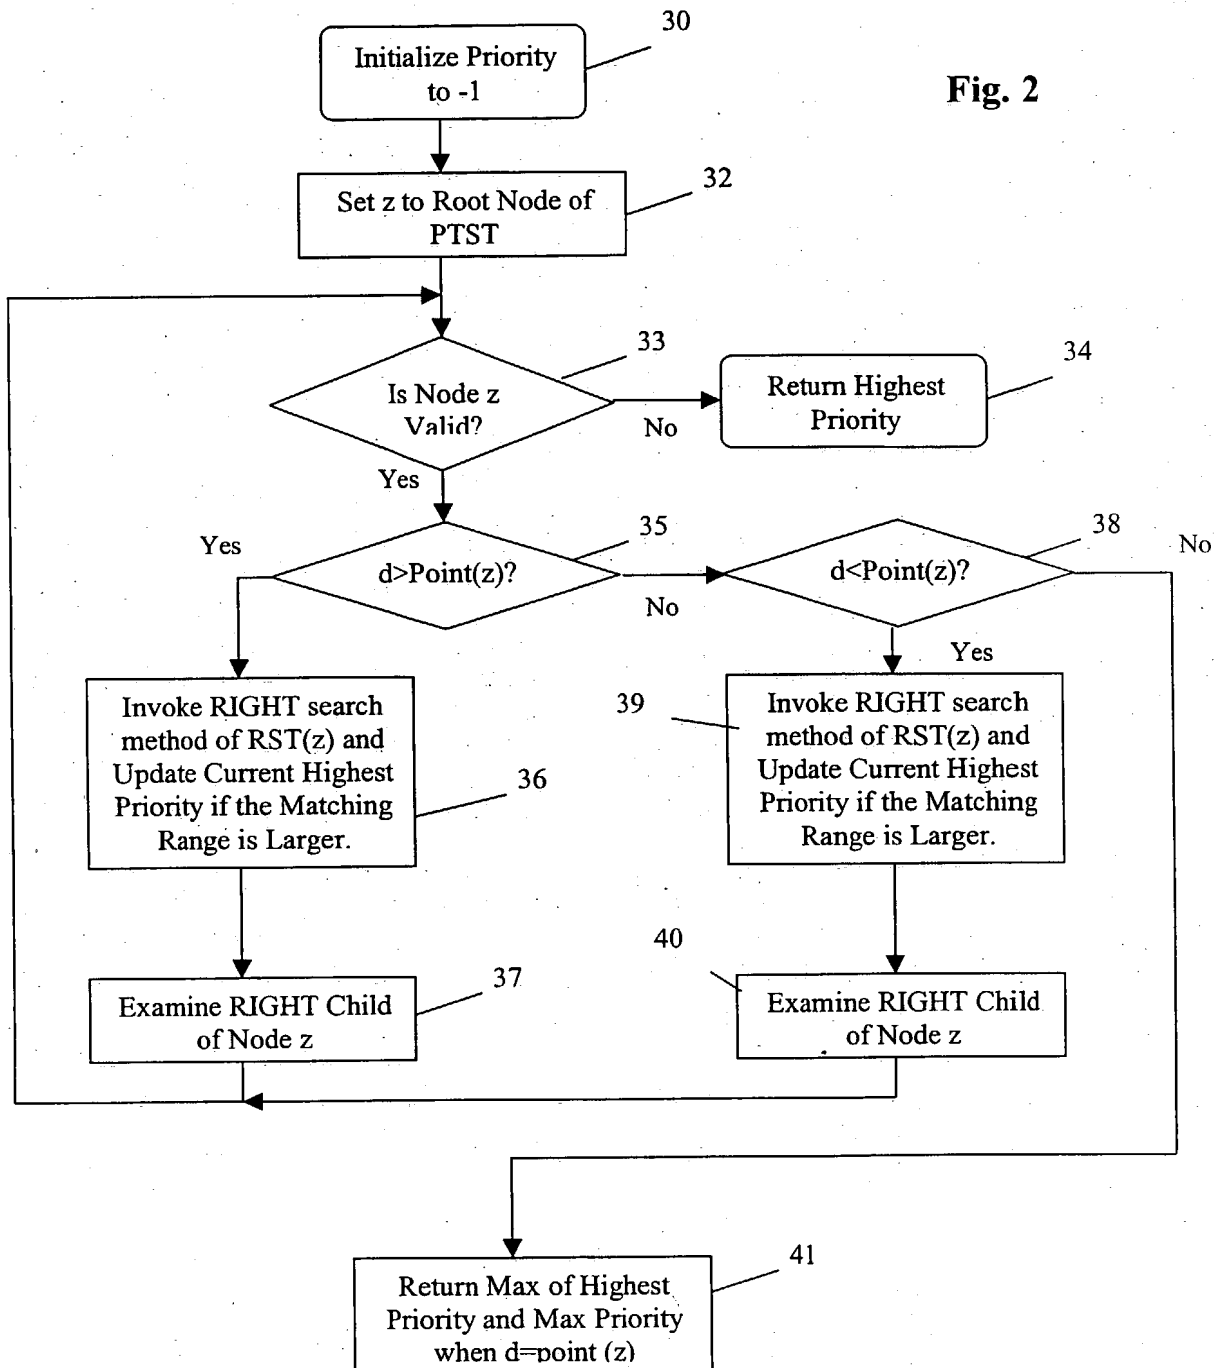 30
Initialize Priority
to -1
Fig. 2
32
Set z to Root Node of
PTST
33
Is Node z
Valid?
No
34
Return Highest
Priority
Yes
35
d>Point(z)?
Yes
No
38
d<Point(z)?
No
Yes
Invoke RIGHT search
method of RST(z) and
Update Current Highest
Priority if the Matching
Range is Larger.
36
39
Invoke RIGHT search
method of RST(z) and
Update Current Highest
Priority if the Matching
Range is Larger.
37
Examine RIGHT Child
of Node z
40
Examine RIGHT Child
of Node z
41
Return Max of Highest
Priority and Max Priority
when d=point (z)